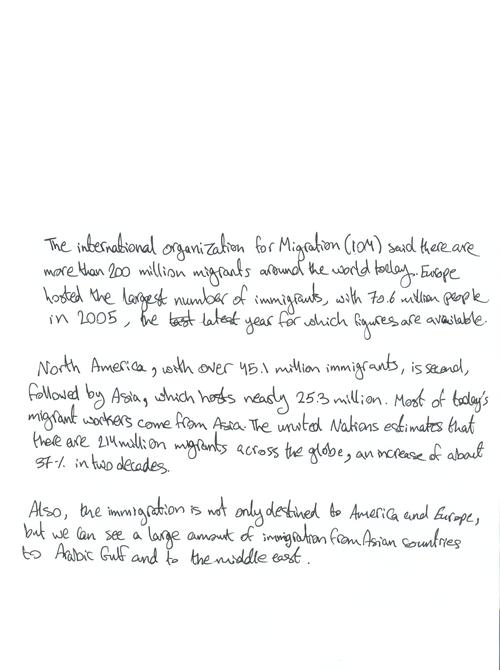 The international organization for Migration (IOM) said there are
more than 200 million migrants around the world today. Europe
hosted the largest number of immigrants, with 70.6 million people
in 2005, the latest year for which figures are available.
North America, with over 45.1 million immigrants, is second,
followed by Asia, which hosts nearly 25.3 million. Most of today's
migrant workers come from Asia. The united Nations estimates that
there are 214 million migrants across the globe, an increase of about
37% in two decades.
Also, the immigration is not only destined to America and Europe,
but we can see a large amount of immigration from Asian countries
to Arabic Gulf and to the middle east.